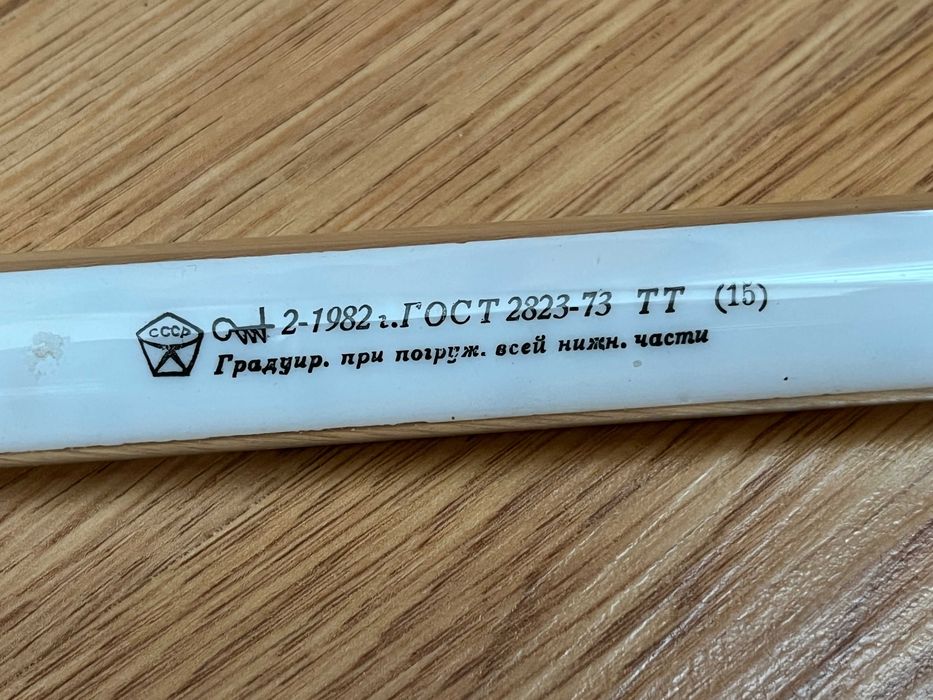 СССР 2-1982 г. ГОСТ 2823-73 ТТ (15)
Градуир. при погруж. всей нижн. части